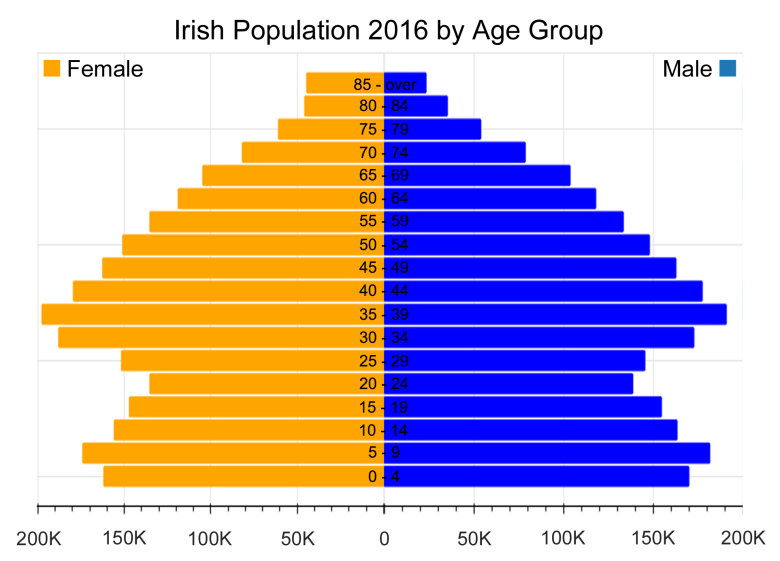 Irish Population 2016 by Age Group
Female
Male
85 - over
80 - 84
75 - 79
70 - 74
65 - 69
60 - 64
55 - 59
50 - 54
45 - 49
40 - 44
35 - 39
30 - 34
25 - 29
20 - 24
15 - 19
10 - 14
5 - 9
0 - 4
200K 150K 100K 50K 0 50K 100K 150K 200K